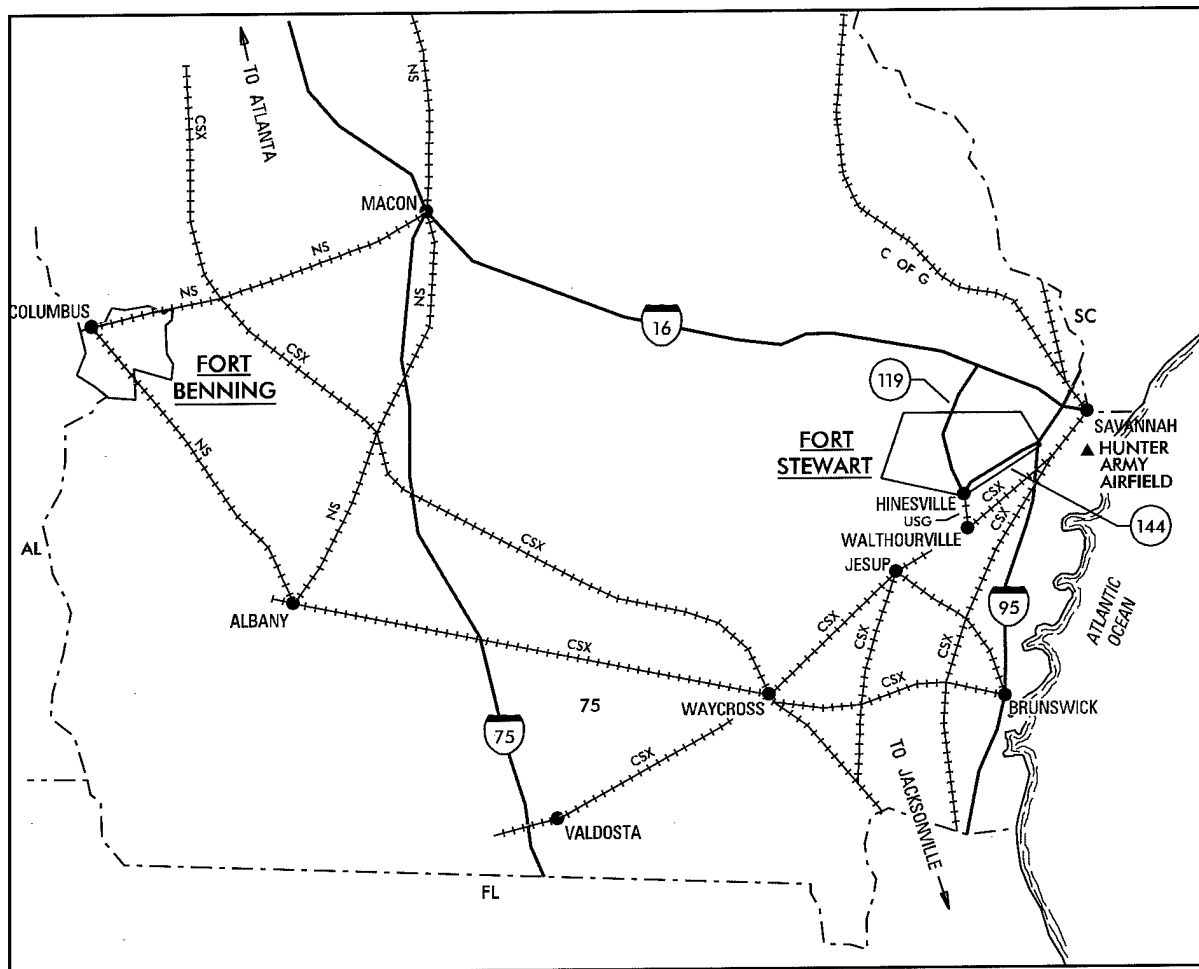 TO ATLANTA
CSX
NS
MACON
NS
NS
NS
COLUMBUS
FORT
BENNING
CSX
C OF G
16
SC
119
FORT
STEWART
SAVANNAH
HUNTER
ARMY
AIRFIELD
HINESVILLE
CSX
USG
CSX
144
WALTHOURVILLE
JESUP
NS
NS
AL
CSX
ALBANY
CSX
CSX
CSX
CSX
95
ATLANTIC
OCEAN
75
75
WAYCROSS
CSX
BRUNSWICK
CSX
VALDOSTA
TO JACKSONVILLE
FL